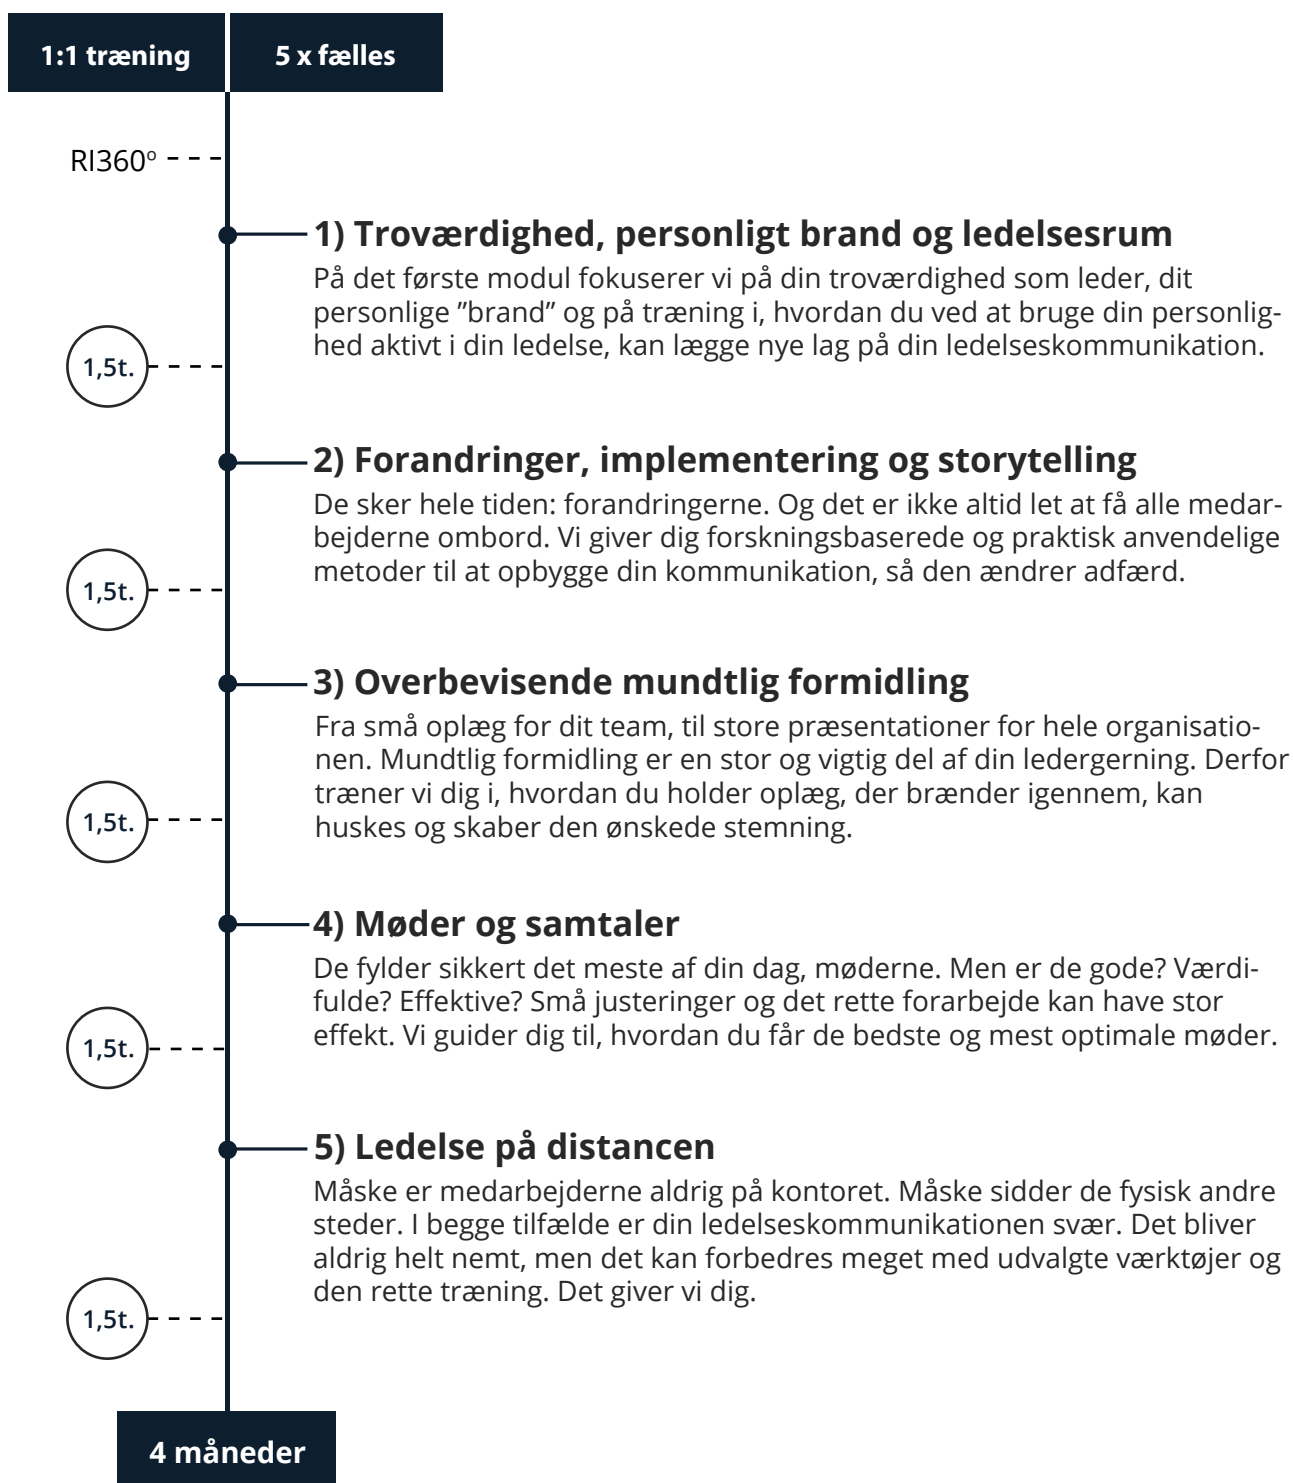 1:1 træning
5 x fælles
RI360º
1) Troværdighed, personligt brand og ledelsesrum
På det første modul fokuserer vi på din troværdighed som leder, dit
personlige ”brand” og på træning i, hvordan du ved at bruge din personlig-
hed aktivt i din ledelse, kan lægge nye lag på din ledelseskommunikation.
1,5t.
2) Forandringer, implementering og storytelling
De sker hele tiden: forandringerne. Og det er ikke altid let at få alle medar-
bejderne ombord. Vi giver dig forskningsbaserede og praktisk anvendelige
metoder til at opbygge din kommunikation, så den ændrer adfærd.
1,5t.
3) Overbevisende mundtlig formidling
Fra små oplæg for dit team, til store præsentationer for hele organisatio-
nen. Mundtlig formidling er en stor og vigtig del af din ledergerning. Derfor
træner vi dig i, hvordan du holder oplæg, der brænder igennem, kan
huskes og skaber den ønskede stemning.
1,5t.
4) Møder og samtaler
De fylder sikkert det meste af din dag, møderne. Men er de gode? Værdi-
fulde? Effektive? Små justeringer og det rette forarbejde kan have stor
effekt. Vi guider dig til, hvordan du får de bedste og mest optimale møder.
1,5t.
5) Ledelse på distancen
Måske er medarbejderne aldrig på kontoret. Måske sidder de fysisk andre
steder. I begge tilfælde er din ledelseskommunikationen svær. Det bliver
aldrig helt nemt, men det kan forbedres meget med udvalgte værktøjer og
den rette træning. Det giver vi dig.
1,5t.
4 måneder